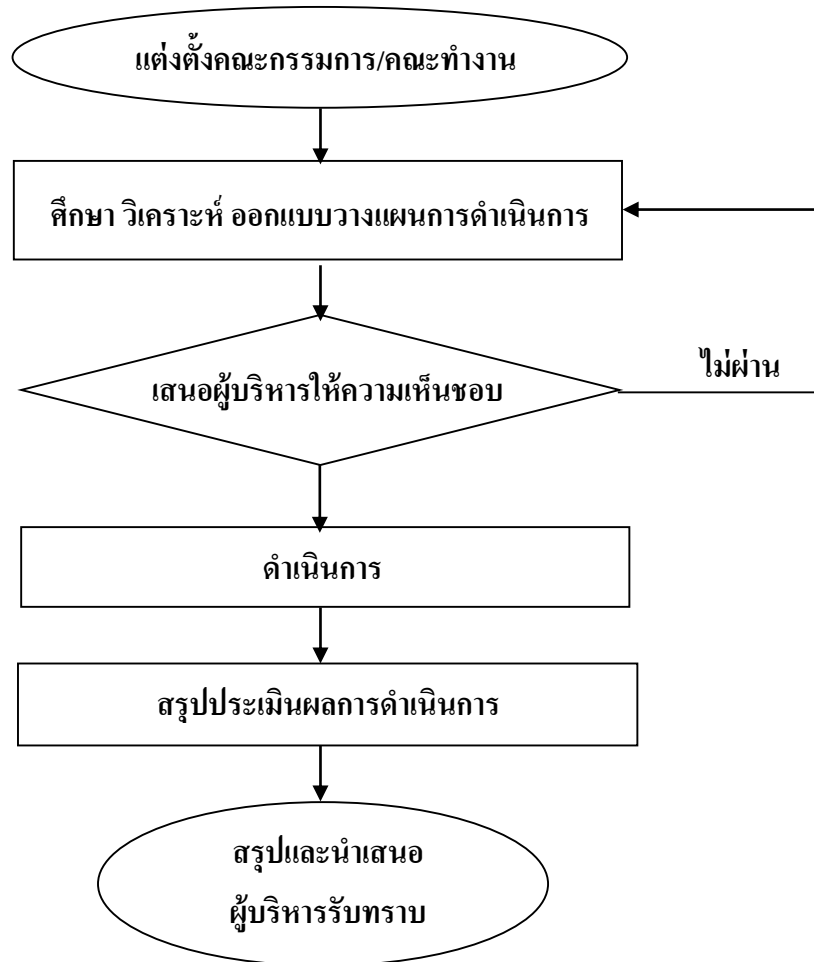 แต่งตั้งคณะกรรมการ/คณะทำงาน
ศึกษา วิเคราะห์ ออกแบบวางแผนการดำเนินการ
เสนอผู้บริหารให้ความเห็นชอบ
ไม่ผ่าน
ดำเนินการ
สรุปประเมินผลการดำเนินการ
สรุปและนำเสนอ
ผู้บริหารรับทราบ